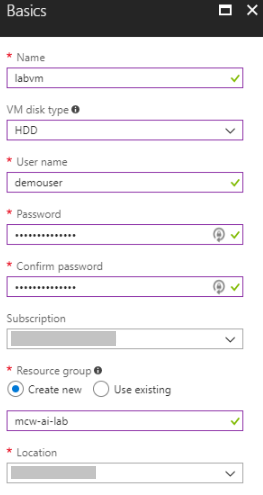 Basics
* Name
labvm
VM disk type
HDD
* User name
demouser
* Password
••••••••••••••
* Confirm password
••••••••••••••
Subscription
* Resource group
Create new Use existing
mcw-ai-lab
* Location